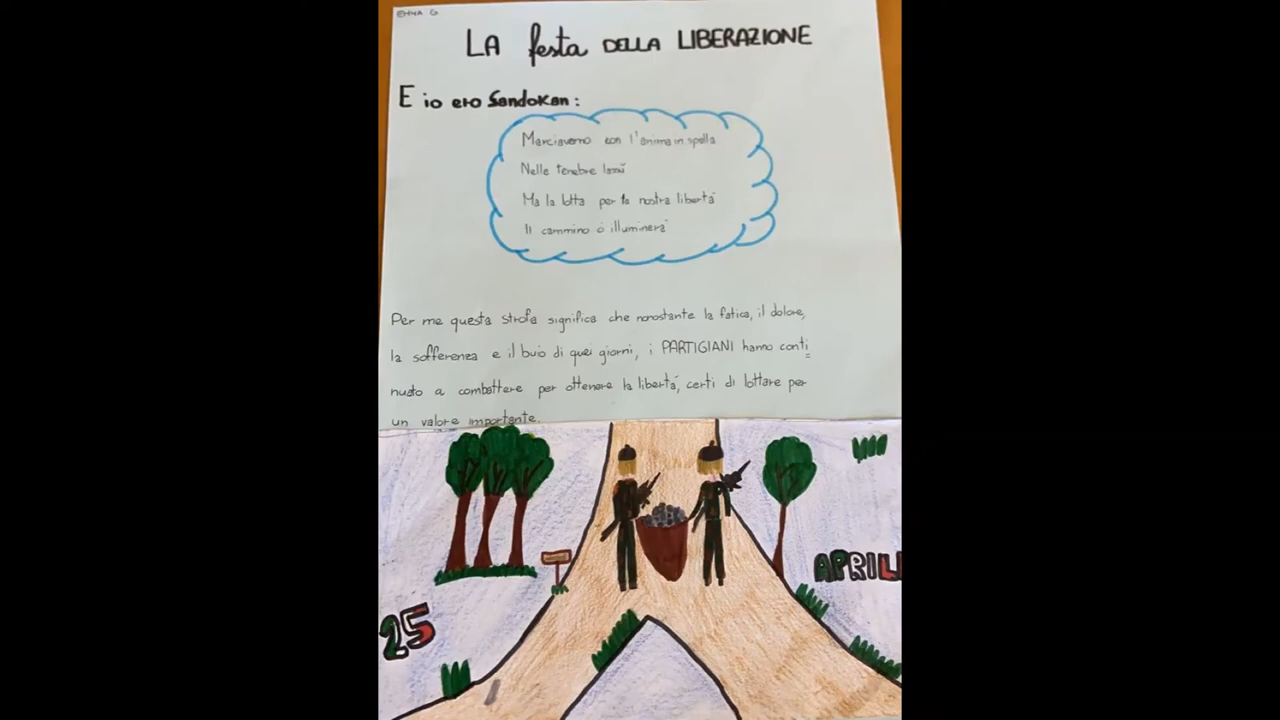 EMMA G
LA festa DELLA LIBERAZIONE
E io ero Sandokan:
Marciavamo con l'anima in spalla
Nelle tenebre lassù
Ma la lotta per la nostra libertà
Il cammino ci illuminerà
Per me questa strofa significa che nonostante la fatica, il dolore,
la sofferenza e il buio di quei giorni, i PARTIGIANI hanno conti
nuato a combattere per ottenere la libertà, certi di lottare per
un valore importante.
25
APRILE